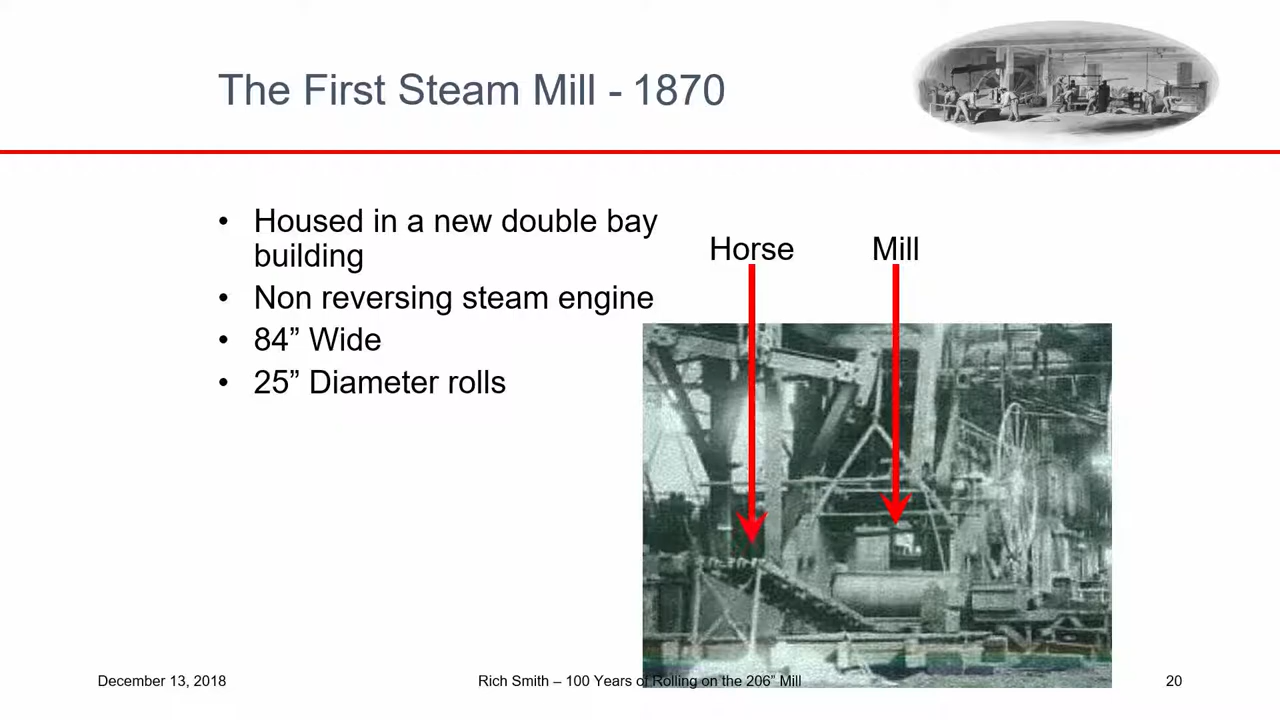 The First Steam Mill - 1870
• Housed in a new double bay
building
• Non reversing steam engine
• 84” Wide
• 25” Diameter rolls
Horse Mill
December 13, 2018 Rich Smith – 100 Years of Rolling on the 206” Mill 20